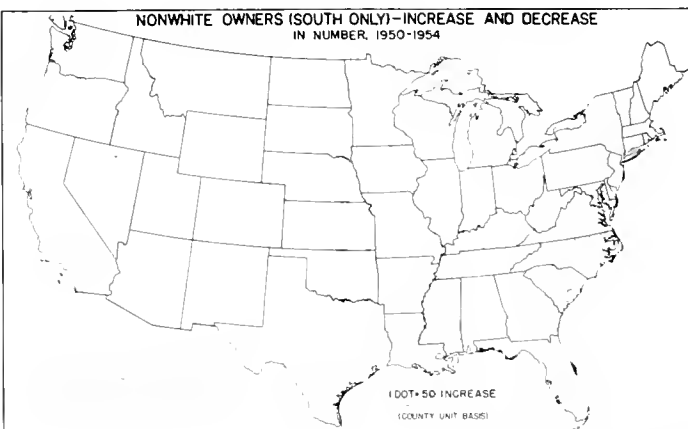 NONWHITE OWNERS (SOUTH ONLY)-INCREASE AND DECREASE
IN NUMBER, 1950-1954
1 DOT=50 INCREASE
(COUNTY UNIT BASIS)